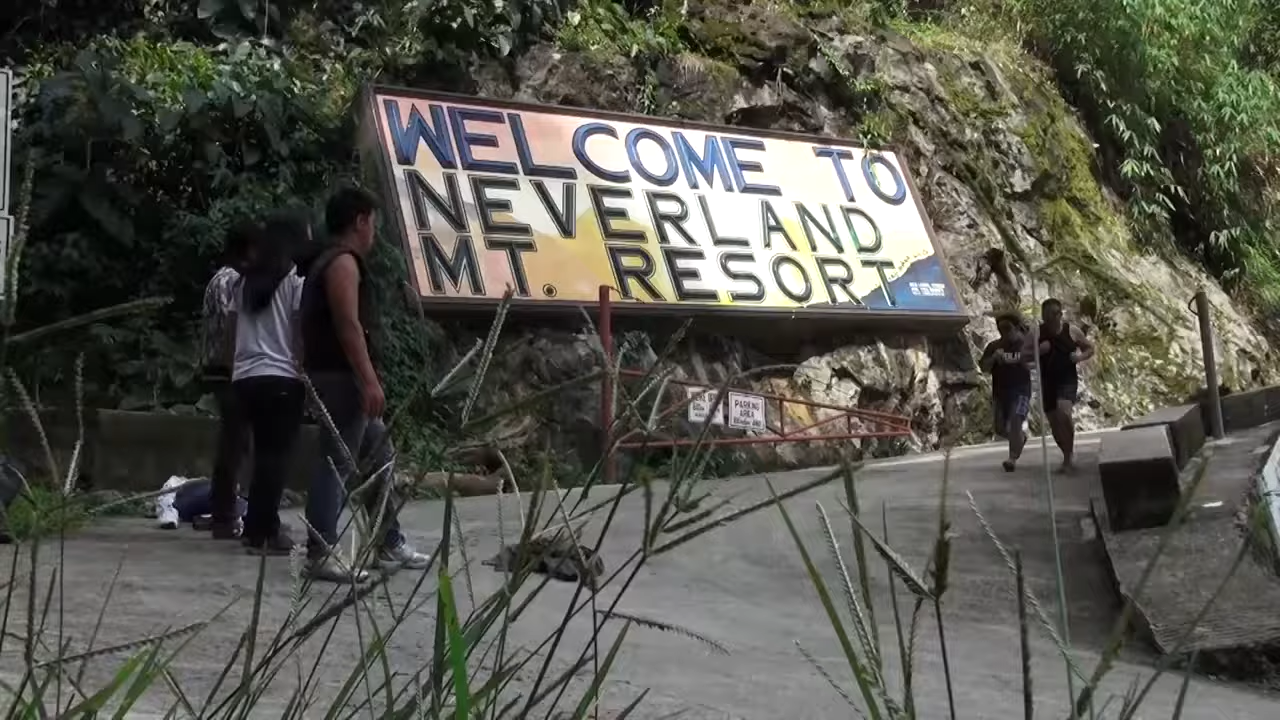 WELCOME TO
NEVERLAND
MT. RESORT
PARKING
AREA